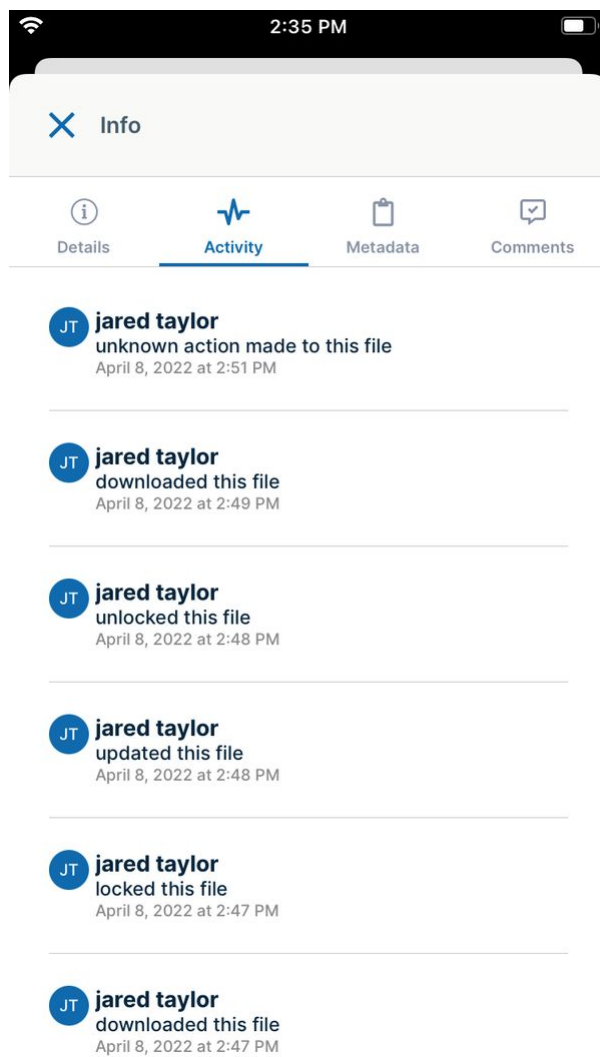 2:35 PM
Info
Details Activity Metadata Comments
JT jared taylor
unknown action made to this file
April 8, 2022 at 2:51 PM
JT jared taylor
downloaded this file
April 8, 2022 at 2:49 PM
JT jared taylor
unlocked this file
April 8, 2022 at 2:48 PM
JT jared taylor
updated this file
April 8, 2022 at 2:48 PM
JT jared taylor
locked this file
April 8, 2022 at 2:47 PM
JT jared taylor
downloaded this file
April 8, 2022 at 2:47 PM